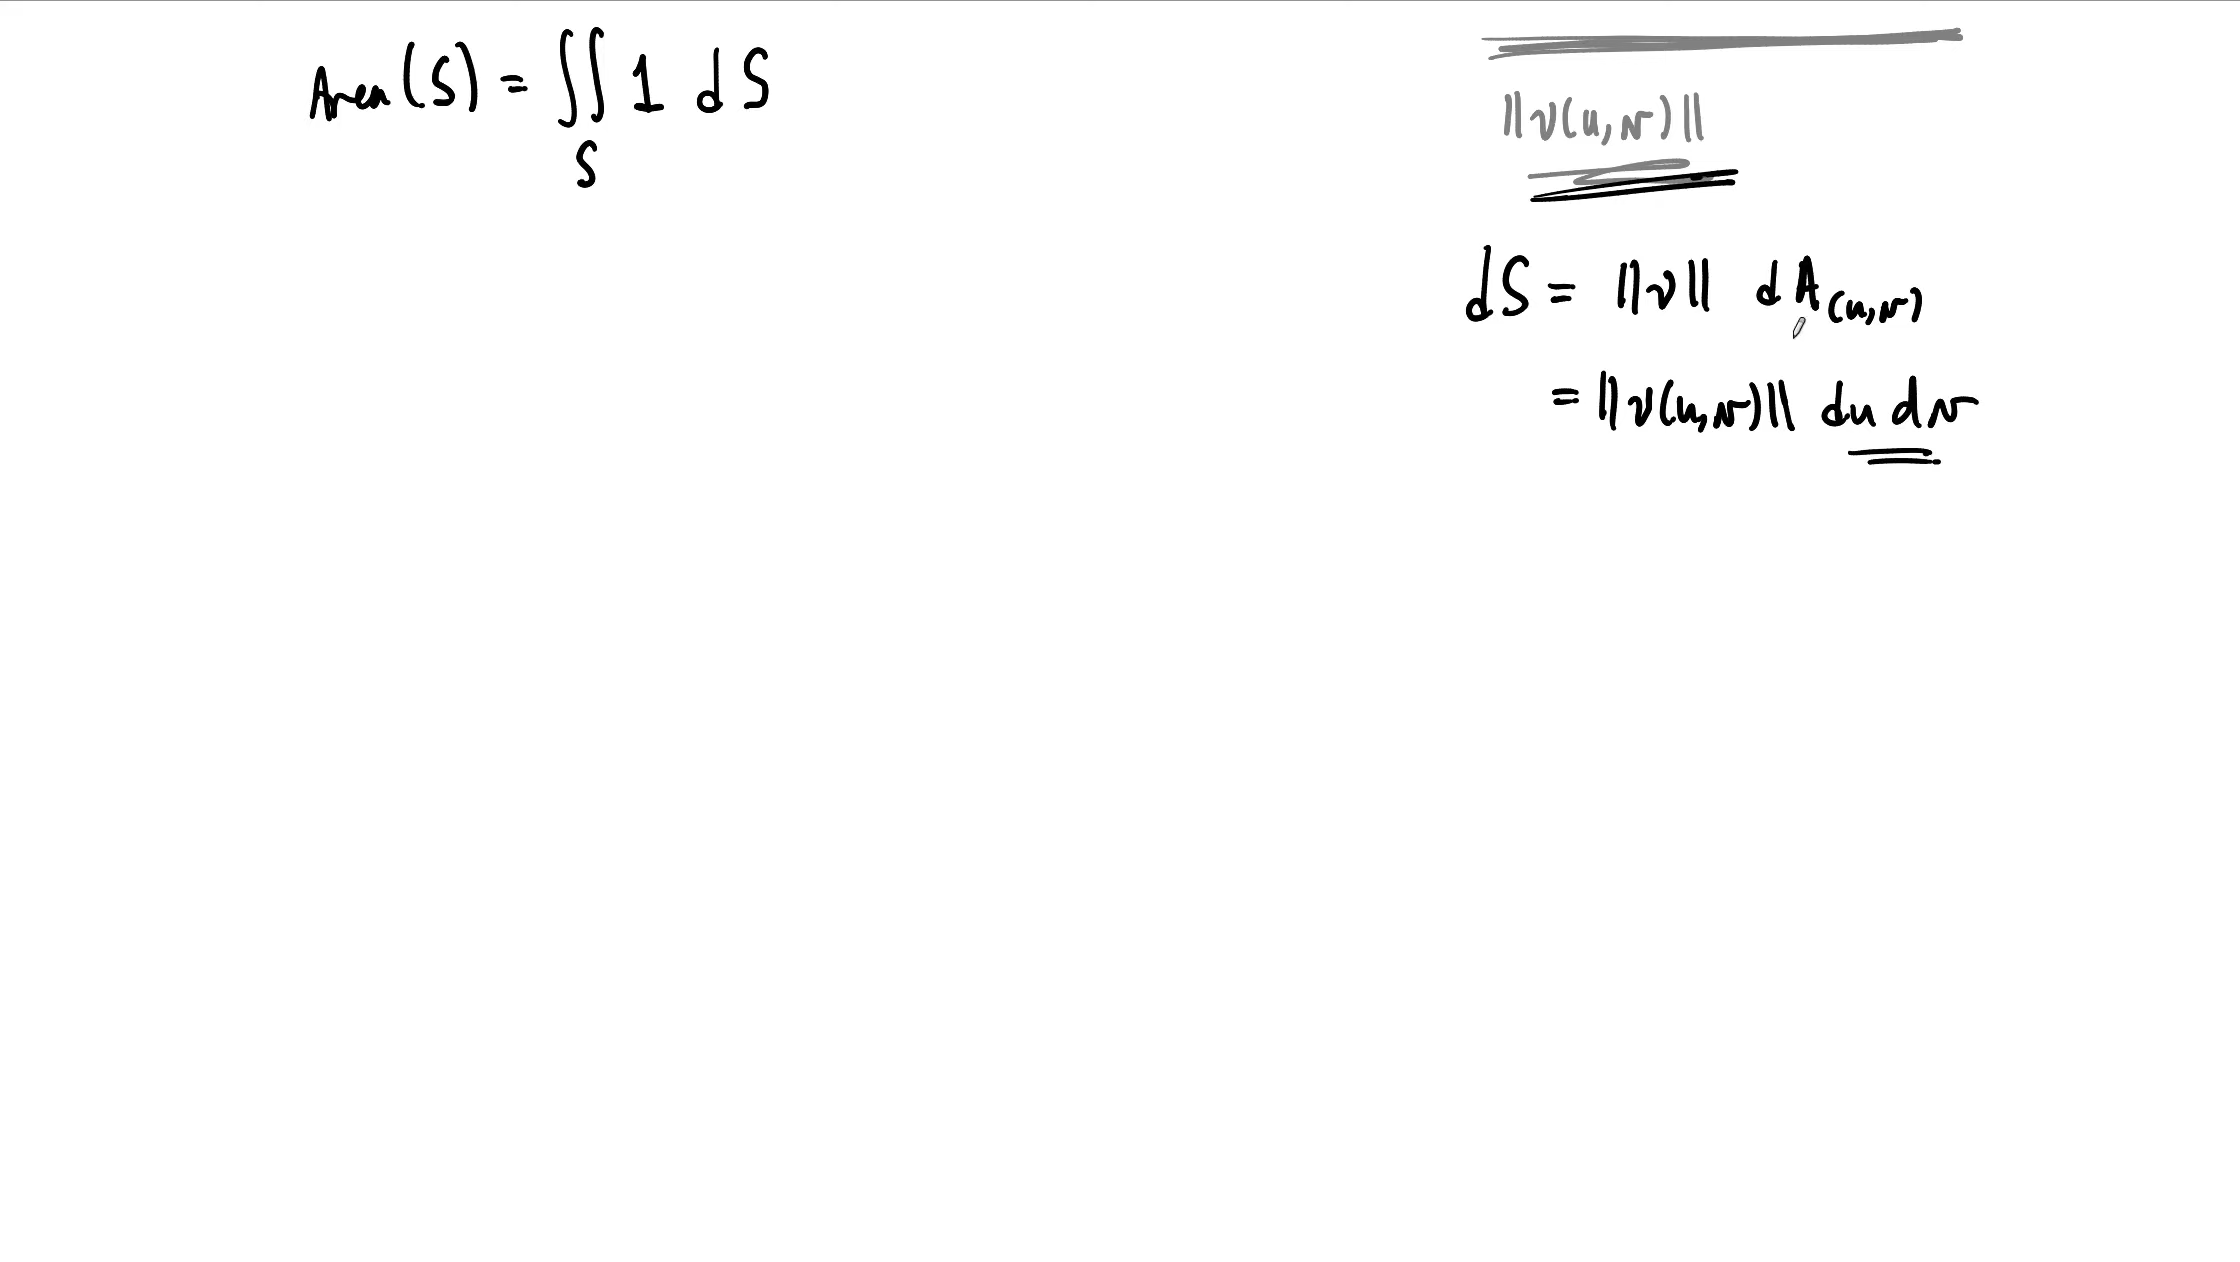 Area(S) = ∬ 1 dS
S
‖ν(u,v)‖
dS = ‖ν‖ dA(u,v)
= ‖ν(u,v)‖ du dv